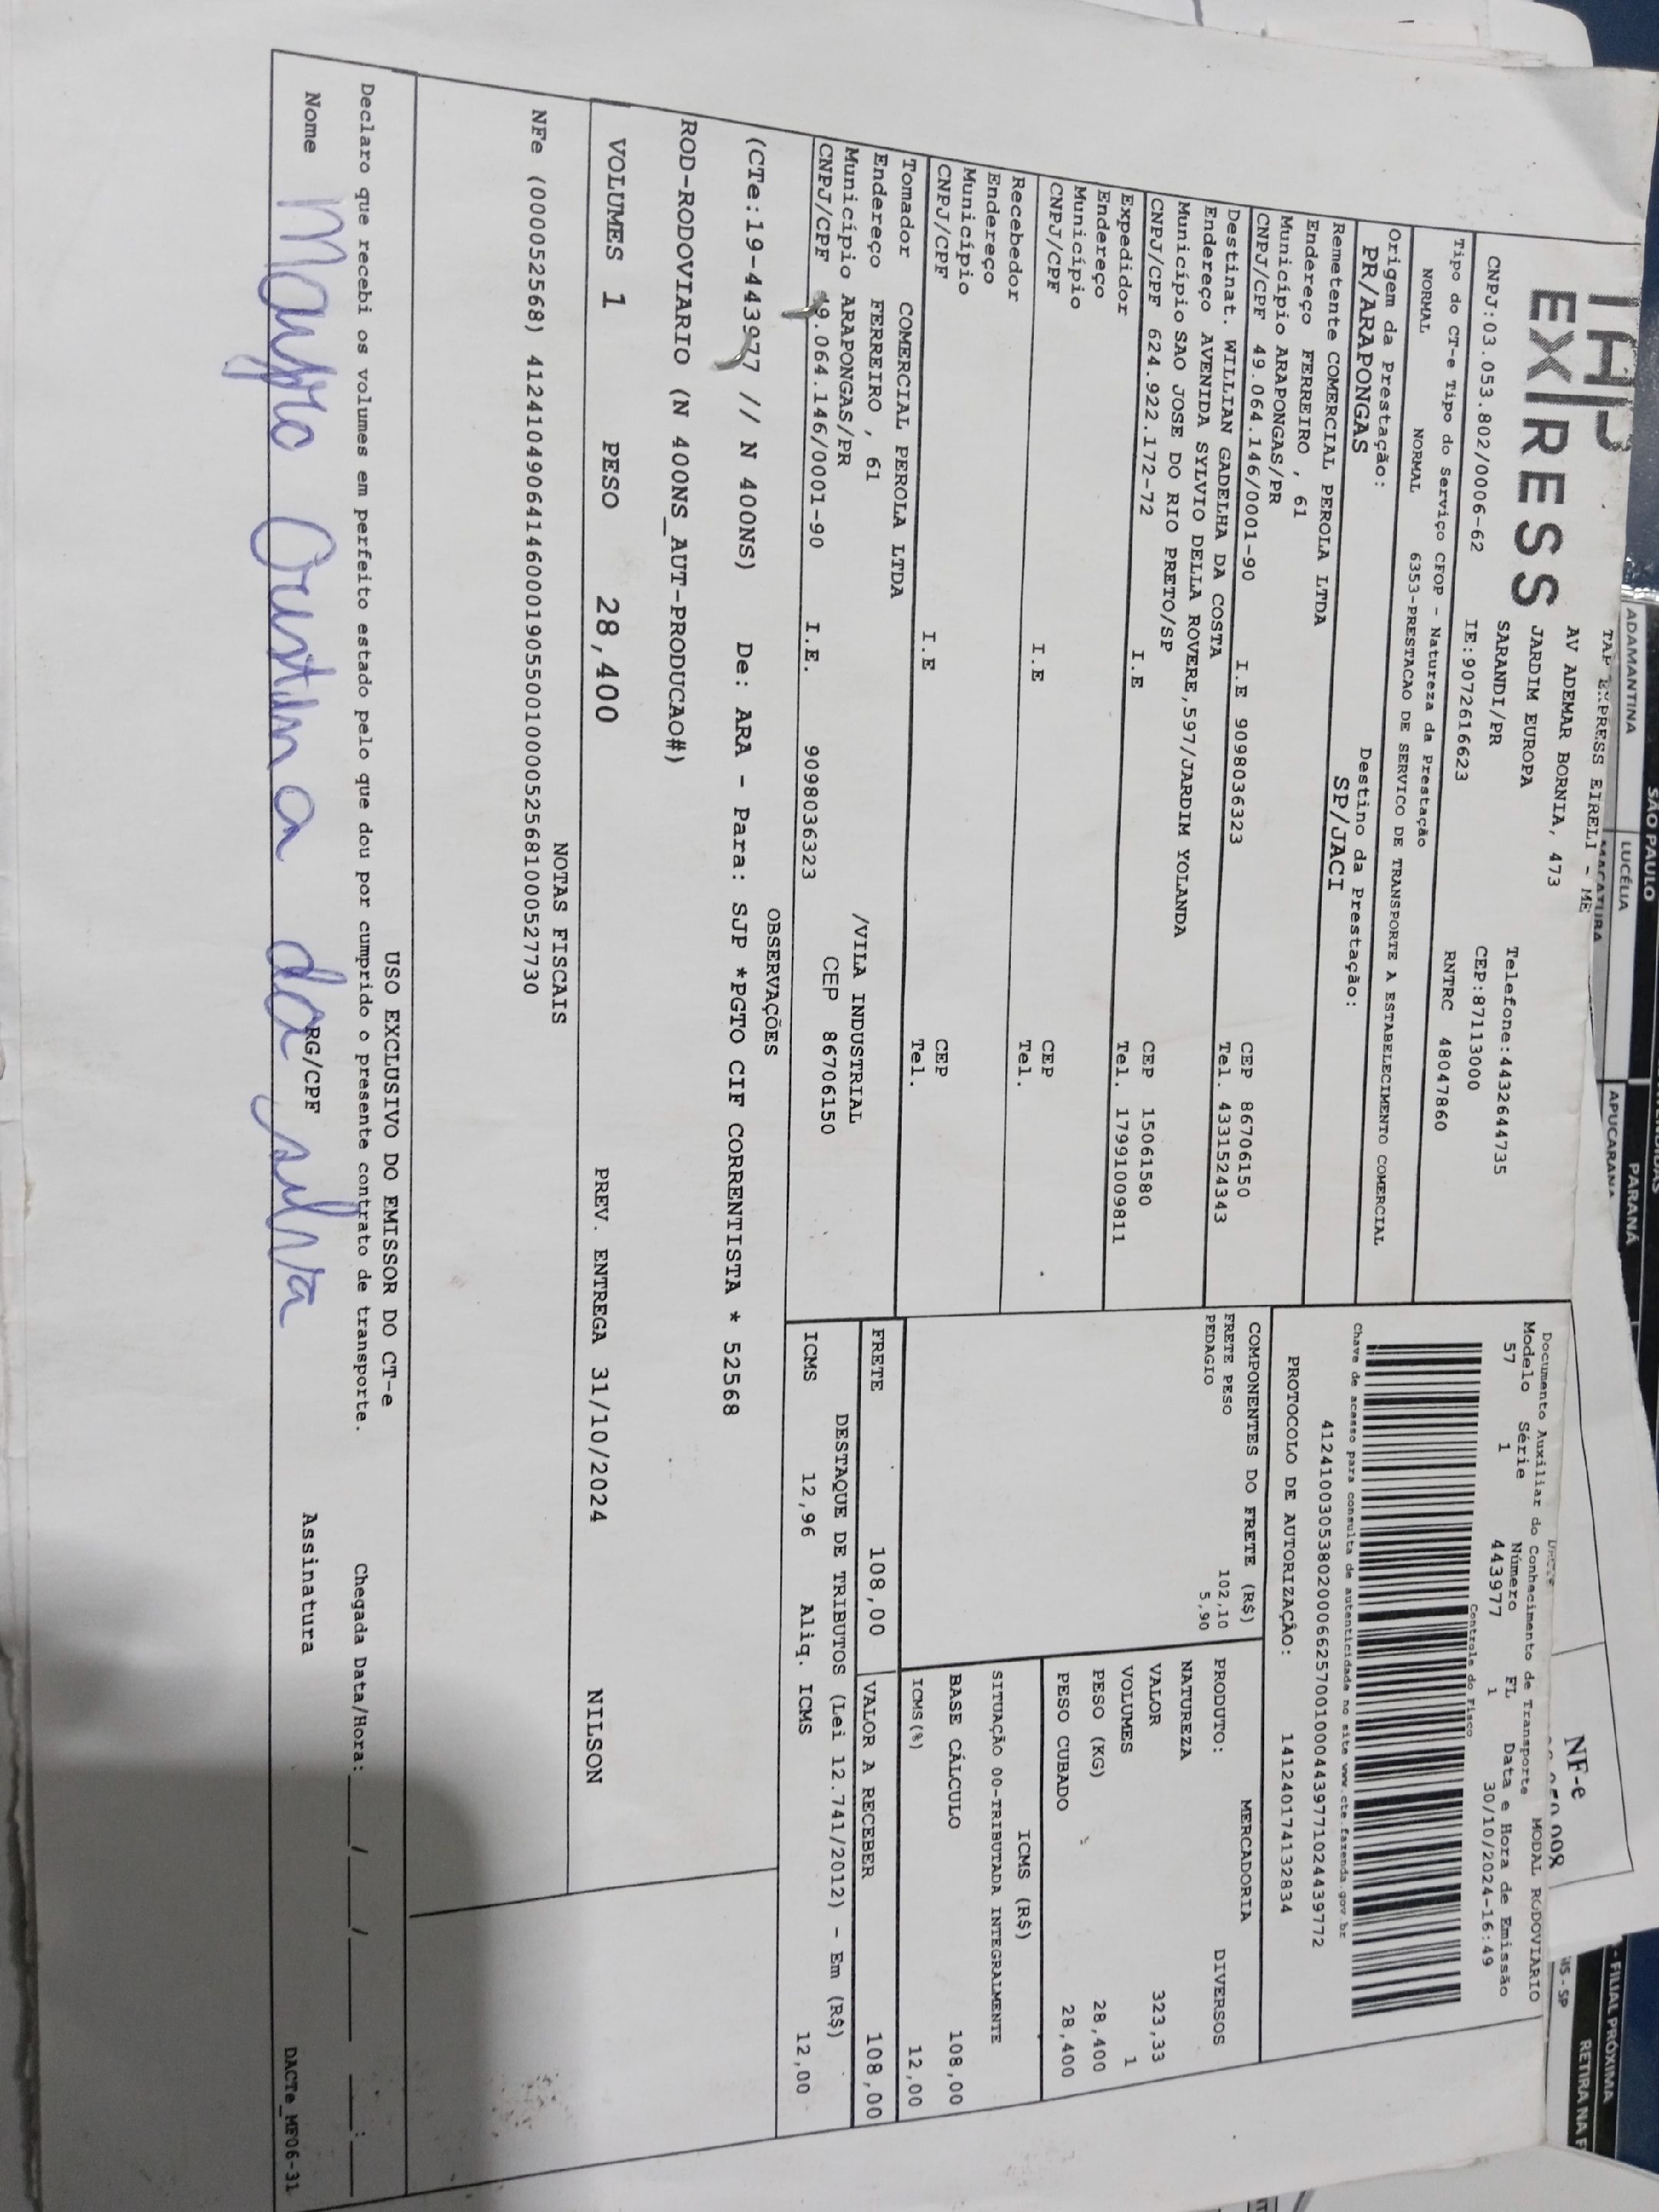 TAP
EXPRESS
TAP EXPRESS EIRELI - ME
AV ADEMAR BORNIA, 473
JARDIM EUROPA
SARANDI/PR
Telefone:4432644735
CEP:87113000
CNPJ:03.053.802/0006-62 IE:9072616623 RNTRC 48047860
Tipo do CT-e Tipo do Serviço CFOP - Natureza da Prestação
NORMAL NORMAL 6353-PRESTACAO DE SERVICO DE TRANSPORTE A ESTABELECIMENTO COMERCIAL
Origem da Prestação: Destino da Prestação:
PR/ARAPONGAS SP/JACI
Remetente COMERCIAL PEROLA LTDA
Endereço FERREIRO , 61
Município ARAPONGAS/PR CEP 86706150
CNPJ/CPF 49.064.146/0001-90 I.E 9098036323 Tel. 4331524343
Destinat. WILLIAN GADELHA DA COSTA
Endereço AVENIDA SYLVIO DELLA ROVERE,597/JARDIM YOLANDA
Município SAO JOSE DO RIO PRETO/SP CEP 15061580
CNPJ/CPF 624.922.172-72 I.E Tel. 17991009811
Expedidor
Endereço
Município CEP
CNPJ/CPF I.E Tel.
Recebedor
Endereço
Município CEP
CNPJ/CPF I.E Tel.
Tomador COMERCIAL PEROLA LTDA
Endereço FERREIRO , 61 /VILA INDUSTRIAL
Município ARAPONGAS/PR CEP 86706150
CNPJ/CPF 49.064.146/0001-90 I.E. 9098036323
Documento Auxiliar do Conhecimento de Transporte MODAL RODOVIARIO
Modelo Série Número FL Data e Hora de Emissão
57 1 443977 1 30/10/2024-16:49
Controle do Fisco
Chave de acesso para consulta de autenticidade no site www.cte.fazenda.gov.br
41241003053802000662570010004439771024439772
PROTOCOLO DE AUTORIZAÇÃO: 141240174132834
COMPONENTES DO FRETE (R$)
FRETE PESO 102,10
PEDAGIO 5,90
MERCADORIA
PRODUTO: DIVERSOS
NATUREZA
VALOR 323,33
VOLUMES 1
PESO (KG) 28,400
PESO CUBADO 28,400
ICMS (R$)
SITUAÇÃO 00-TRIBUTADA INTEGRALMENTE
BASE CÁLCULO 108,00
ICMS(%) 12,00
FRETE 108,00 VALOR A RECEBER 108,00
DESTAQUE DE TRIBUTOS (Lei 12.741/2012) - Em (R$)
ICMS 12,96 Aliq. ICMS 12,00
OBSERVAÇÕES
(CTe:19-443977 // N 400NS) De: ARA - Para: SJP *PGTO CIF CORRENTISTA * 52568
ROD-RODOVIARIO (N 400NS_AUT-PRODUCAO#)
VOLUMES 1 PESO 28,400 PREV. ENTREGA 31/10/2024 NILSON
NOTAS FISCAIS
NFe (000052568) 41241049064146000190550010000525681000527730
USO EXCLUSIVO DO EMISSOR DO CT-e
Declaro que recebi os volumes em perfeito estado pelo que dou por cumprido o presente contrato de transporte. Chegada Data/Hora:____/____/_____ ___:___
Nome RG/CPF Assinatura
da silva
DACTe_MF06-31
NF-e
ADAMANTINA
SÃO PAULO
LUCÉLIA
PARANÁ
APUCARANA
- FILIAL PRÓXIMA